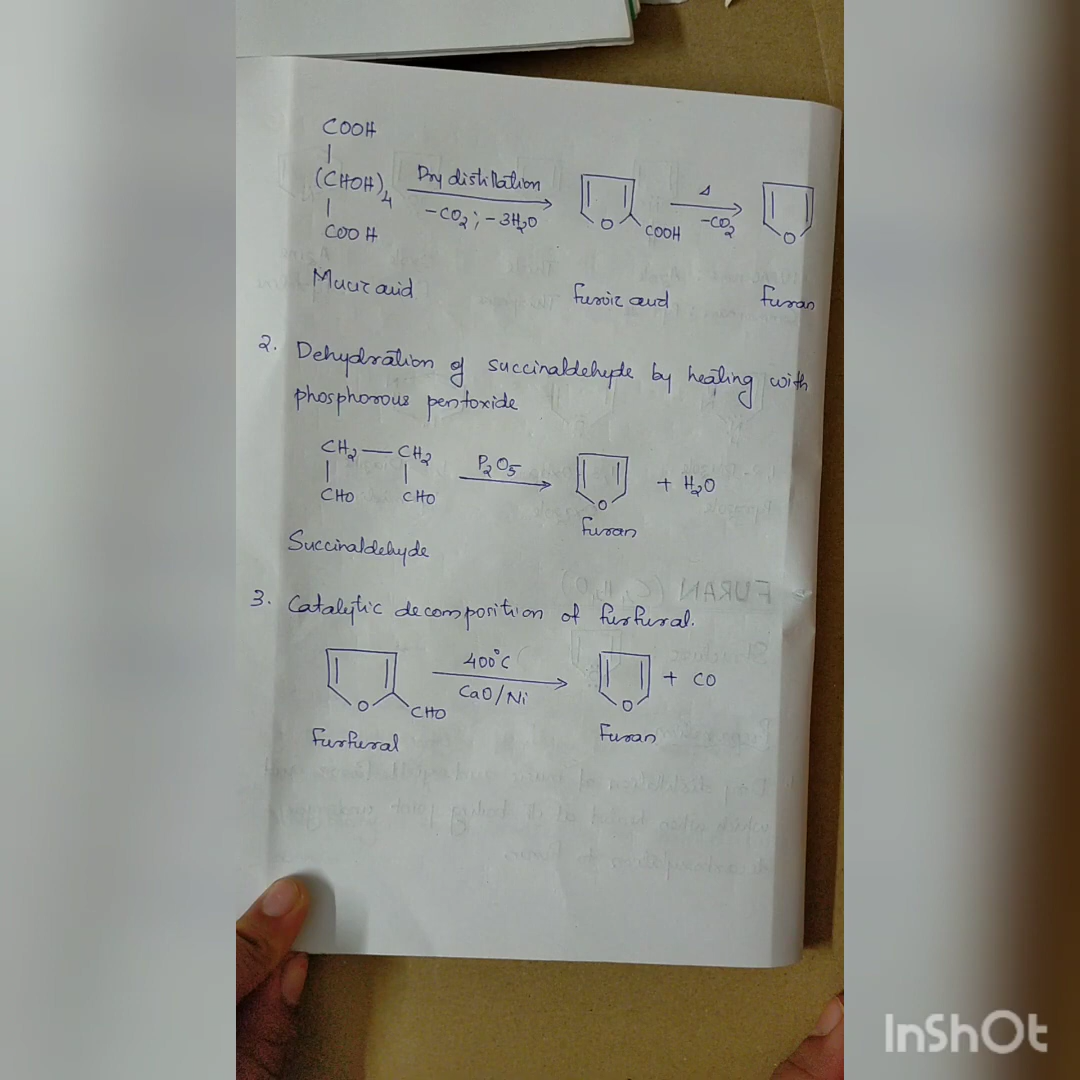 COOH
(CHOH)4
COOH
Dry distillation
-CO2; -3H2O
O
COOH
Δ
-CO2
O
Mucic acid
Furoic acid
Furan
2. Dehydration of succinaldehyde by heating with
phosphorous pentoxide
CH2 — CH2
CHO CHO
P2O5
O
+ H2O
Furan
Succinaldehyde
3. Catalytic decomposition of furfural.
O
CHO
400°C
CaO/Ni
O
+ CO
Furfural
Furan
InShOt